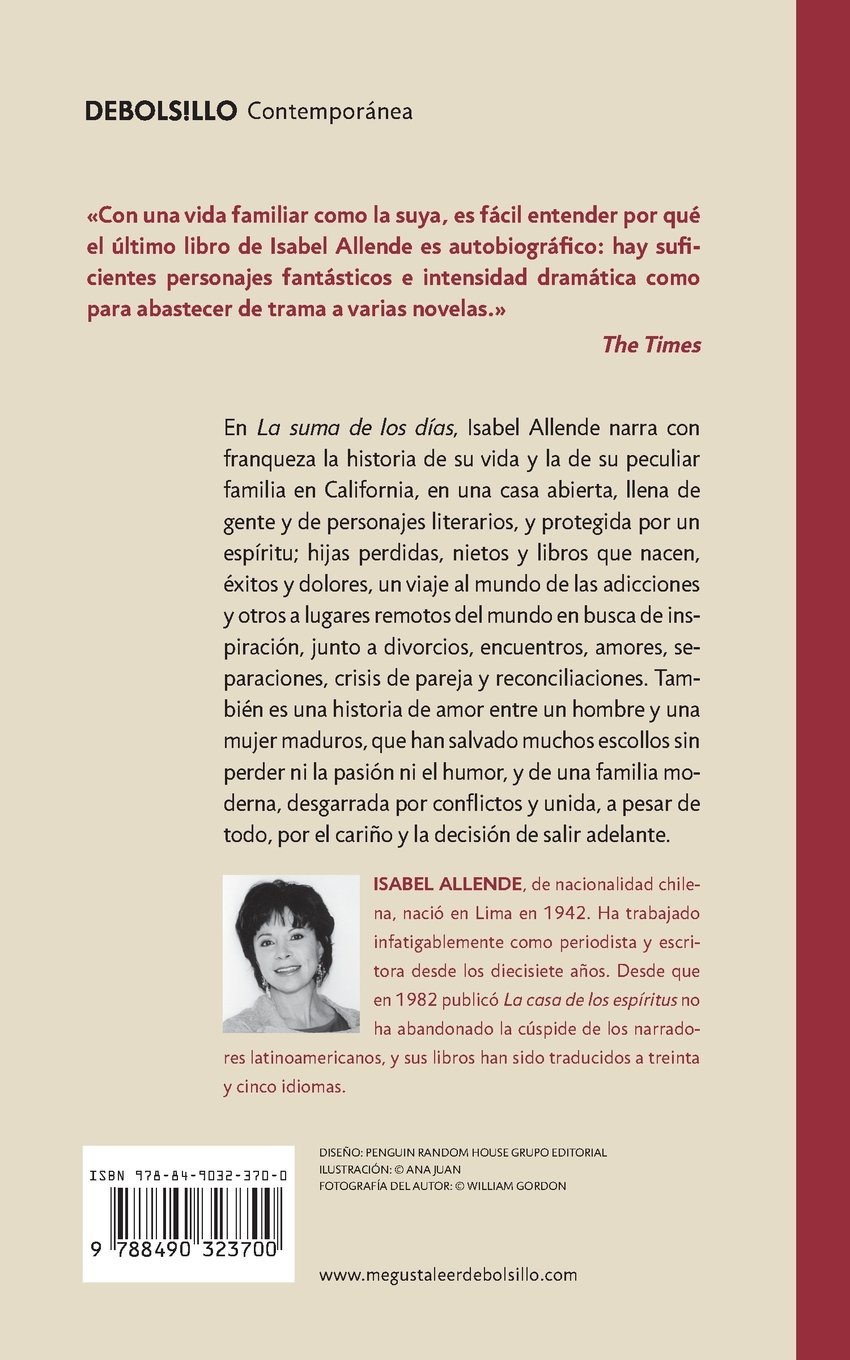 DEBOLS!LLO Contemporánea
«Con una vida familiar como la suya, es fácil entender por qué
el último libro de Isabel Allende es autobiográfico: hay sufi-
cientes personajes fantásticos e intensidad dramática como
para abastecer de trama a varias novelas.»
The Times
En La suma de los días, Isabel Allende narra con
franqueza la historia de su vida y la de su peculiar
familia en California, en una casa abierta, llena de
gente y de personajes literarios, y protegida por un
espíritu; hijas perdidas, nietos y libros que nacen,
éxitos y dolores, un viaje al mundo de las adicciones
y otros a lugares remotos del mundo en busca de ins-
piración, junto a divorcios, encuentros, amores, se-
paraciones, crisis de pareja y reconciliaciones. Tam-
bién es una historia de amor entre un hombre y una
mujer maduros, que han salvado muchos escollos sin
perder ni la pasión ni el humor, y de una familia mo-
derna, desgarrada por conflictos y unida, a pesar de
todo, por el cariño y la decisión de salir adelante.
ISABEL ALLENDE, de nacionalidad chile-
na, nació en Lima en 1942. Ha trabajado
infatigablemente como periodista y escri-
tora desde los diecisiete años. Desde que
en 1982 publicó La casa de los espíritus no
ha abandonado la cúspide de los narrado-
res latinoamericanos, y sus libros han sido traducidos a treinta
y cinco idiomas.
DISEÑO: PENGUIN RANDOM HOUSE GRUPO EDITORIAL
ILUSTRACIÓN: © ANA JUAN
FOTOGRAFÍA DEL AUTOR: © WILLIAM GORDON
ISBN 978-84-9032-370-0
9 788490 323700
www.megustaleerdebolsillo.com